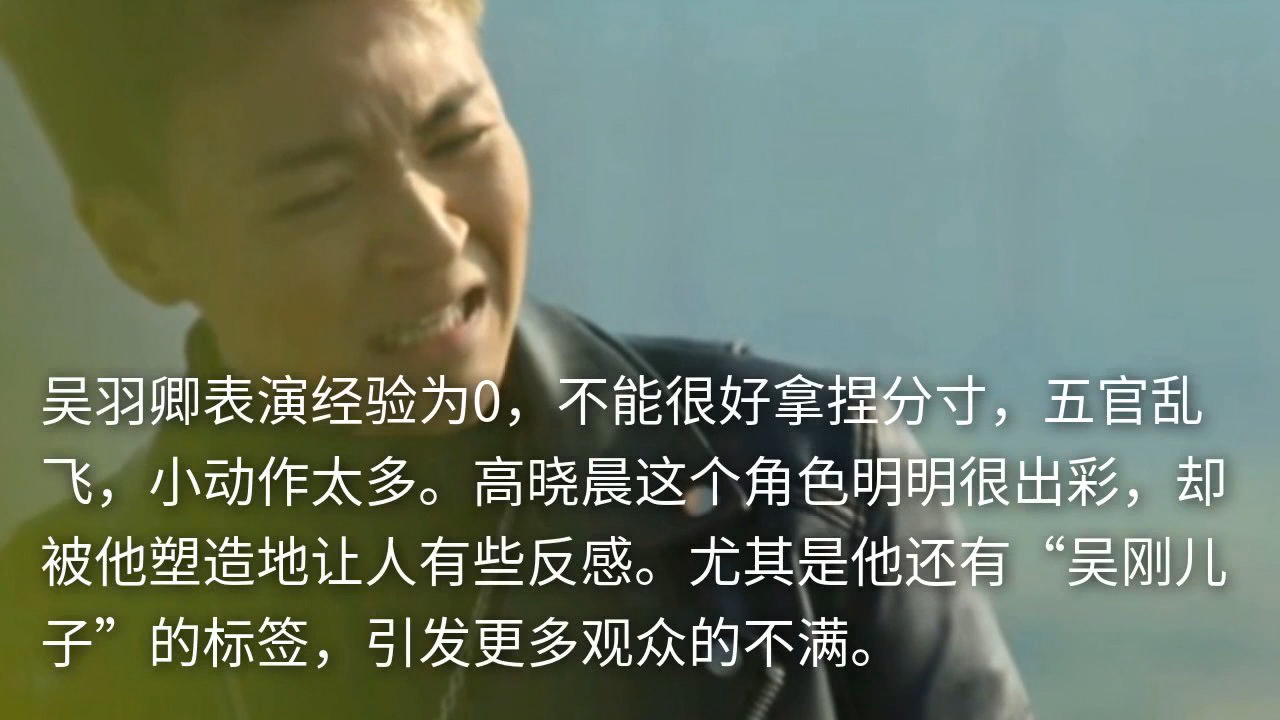 吴羽卿表演经验为0，不能很好拿捏分寸，五官乱
飞，小动作太多。高晓晨这个角色明明很出彩，却
被他塑造地让人有些反感。尤其是他还有“吴刚儿
子”的标签，引发更多观众的不满。